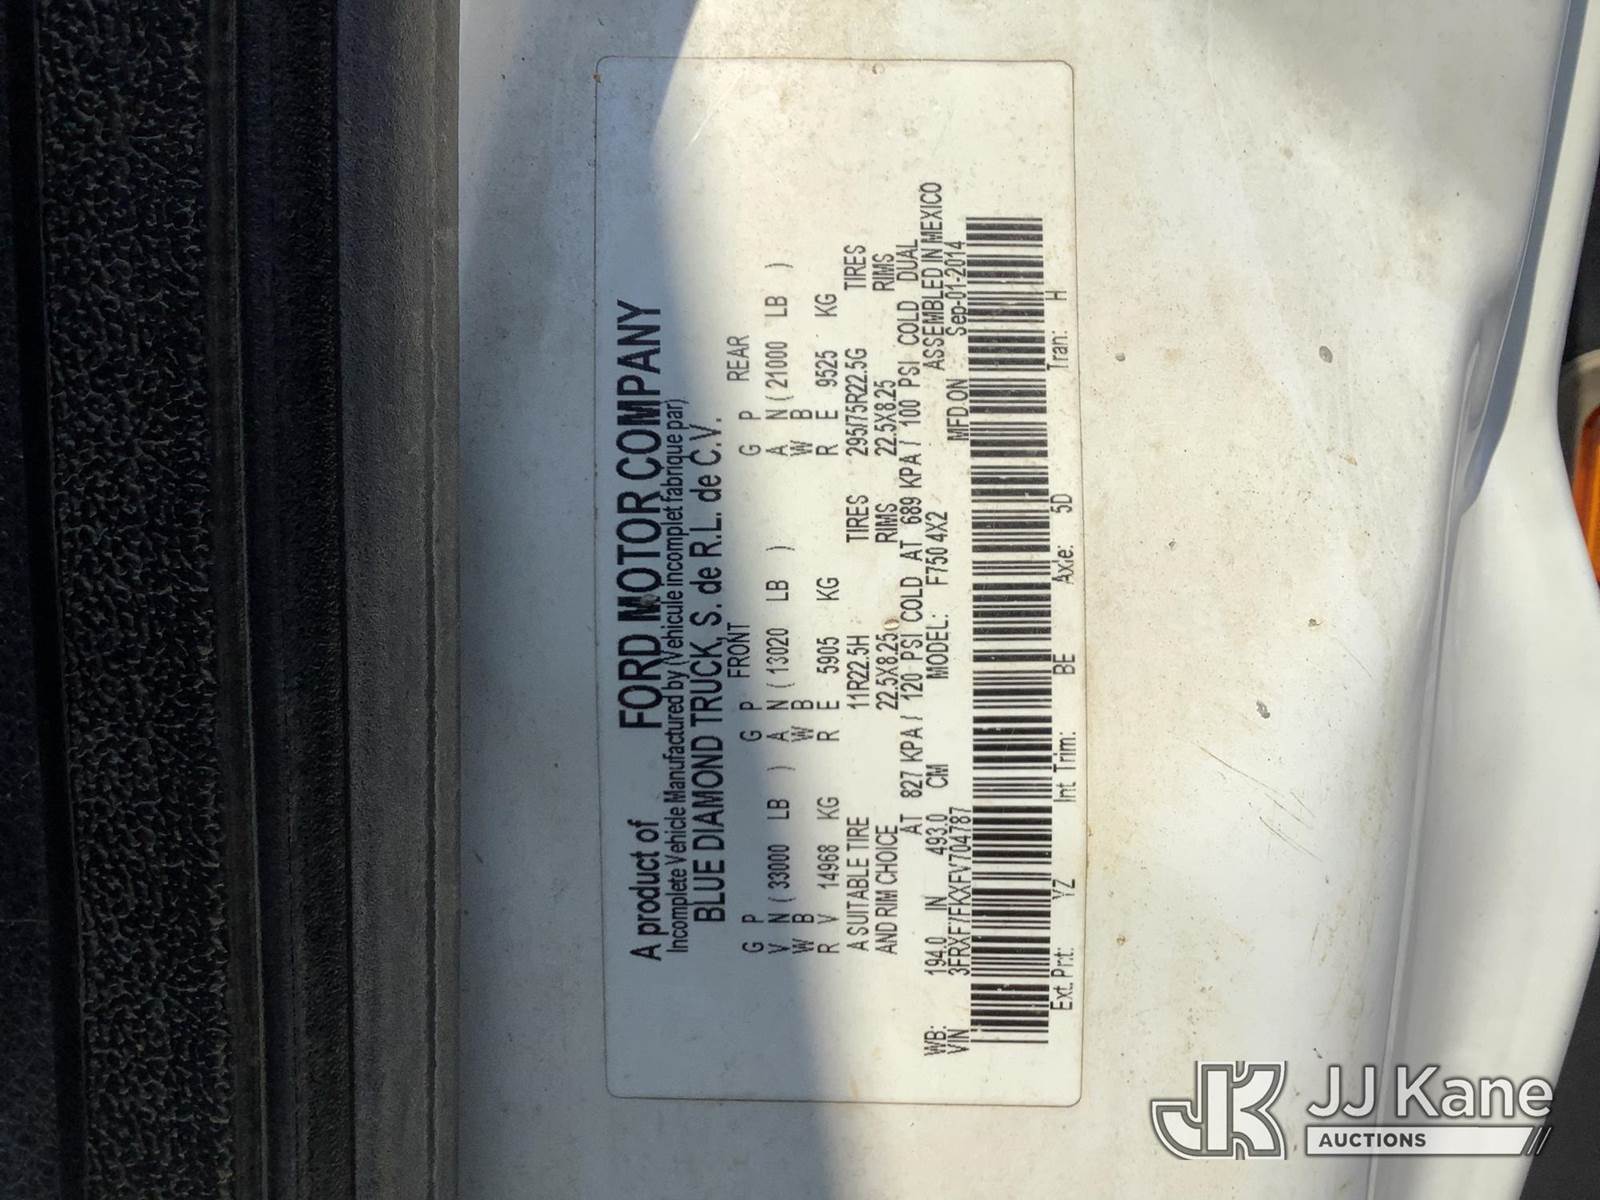 A product of FORD MOTOR COMPANY
Incomplete Vehicle Manufactured by (Vehicule incomplet fabrique par)
BLUE DIAMOND TRUCK, S. de R.L. de C.V.
FRONT REAR
G P G P G P
V N ( 33000 LB ) A N ( 13020 LB ) A N ( 21000 LB )
W B W B W B
R V 14968 KG R E 5905 KG R E 9525 KG
A SUITABLE TIRE 11R22.5H TIRES 295/75R22.5G TIRES
AND RIM CHOICE 22.5X8.25 RIMS 22.5X8.25 RIMS
AT 827 KPA / 120 PSI COLD AT 689 KPA / 100 PSI COLD DUAL
WB: 194.0 IN 493.0 CM MODEL: F750 4X2 ASSEMBLED IN MEXICO
VIN 3FRXF7FKXFV704787 MFD.ON Sep-01-2014
Ext. Pnt: YZ Int Trim: BE Axle: 5D Tran: H
JK JJ Kane
AUCTIONS